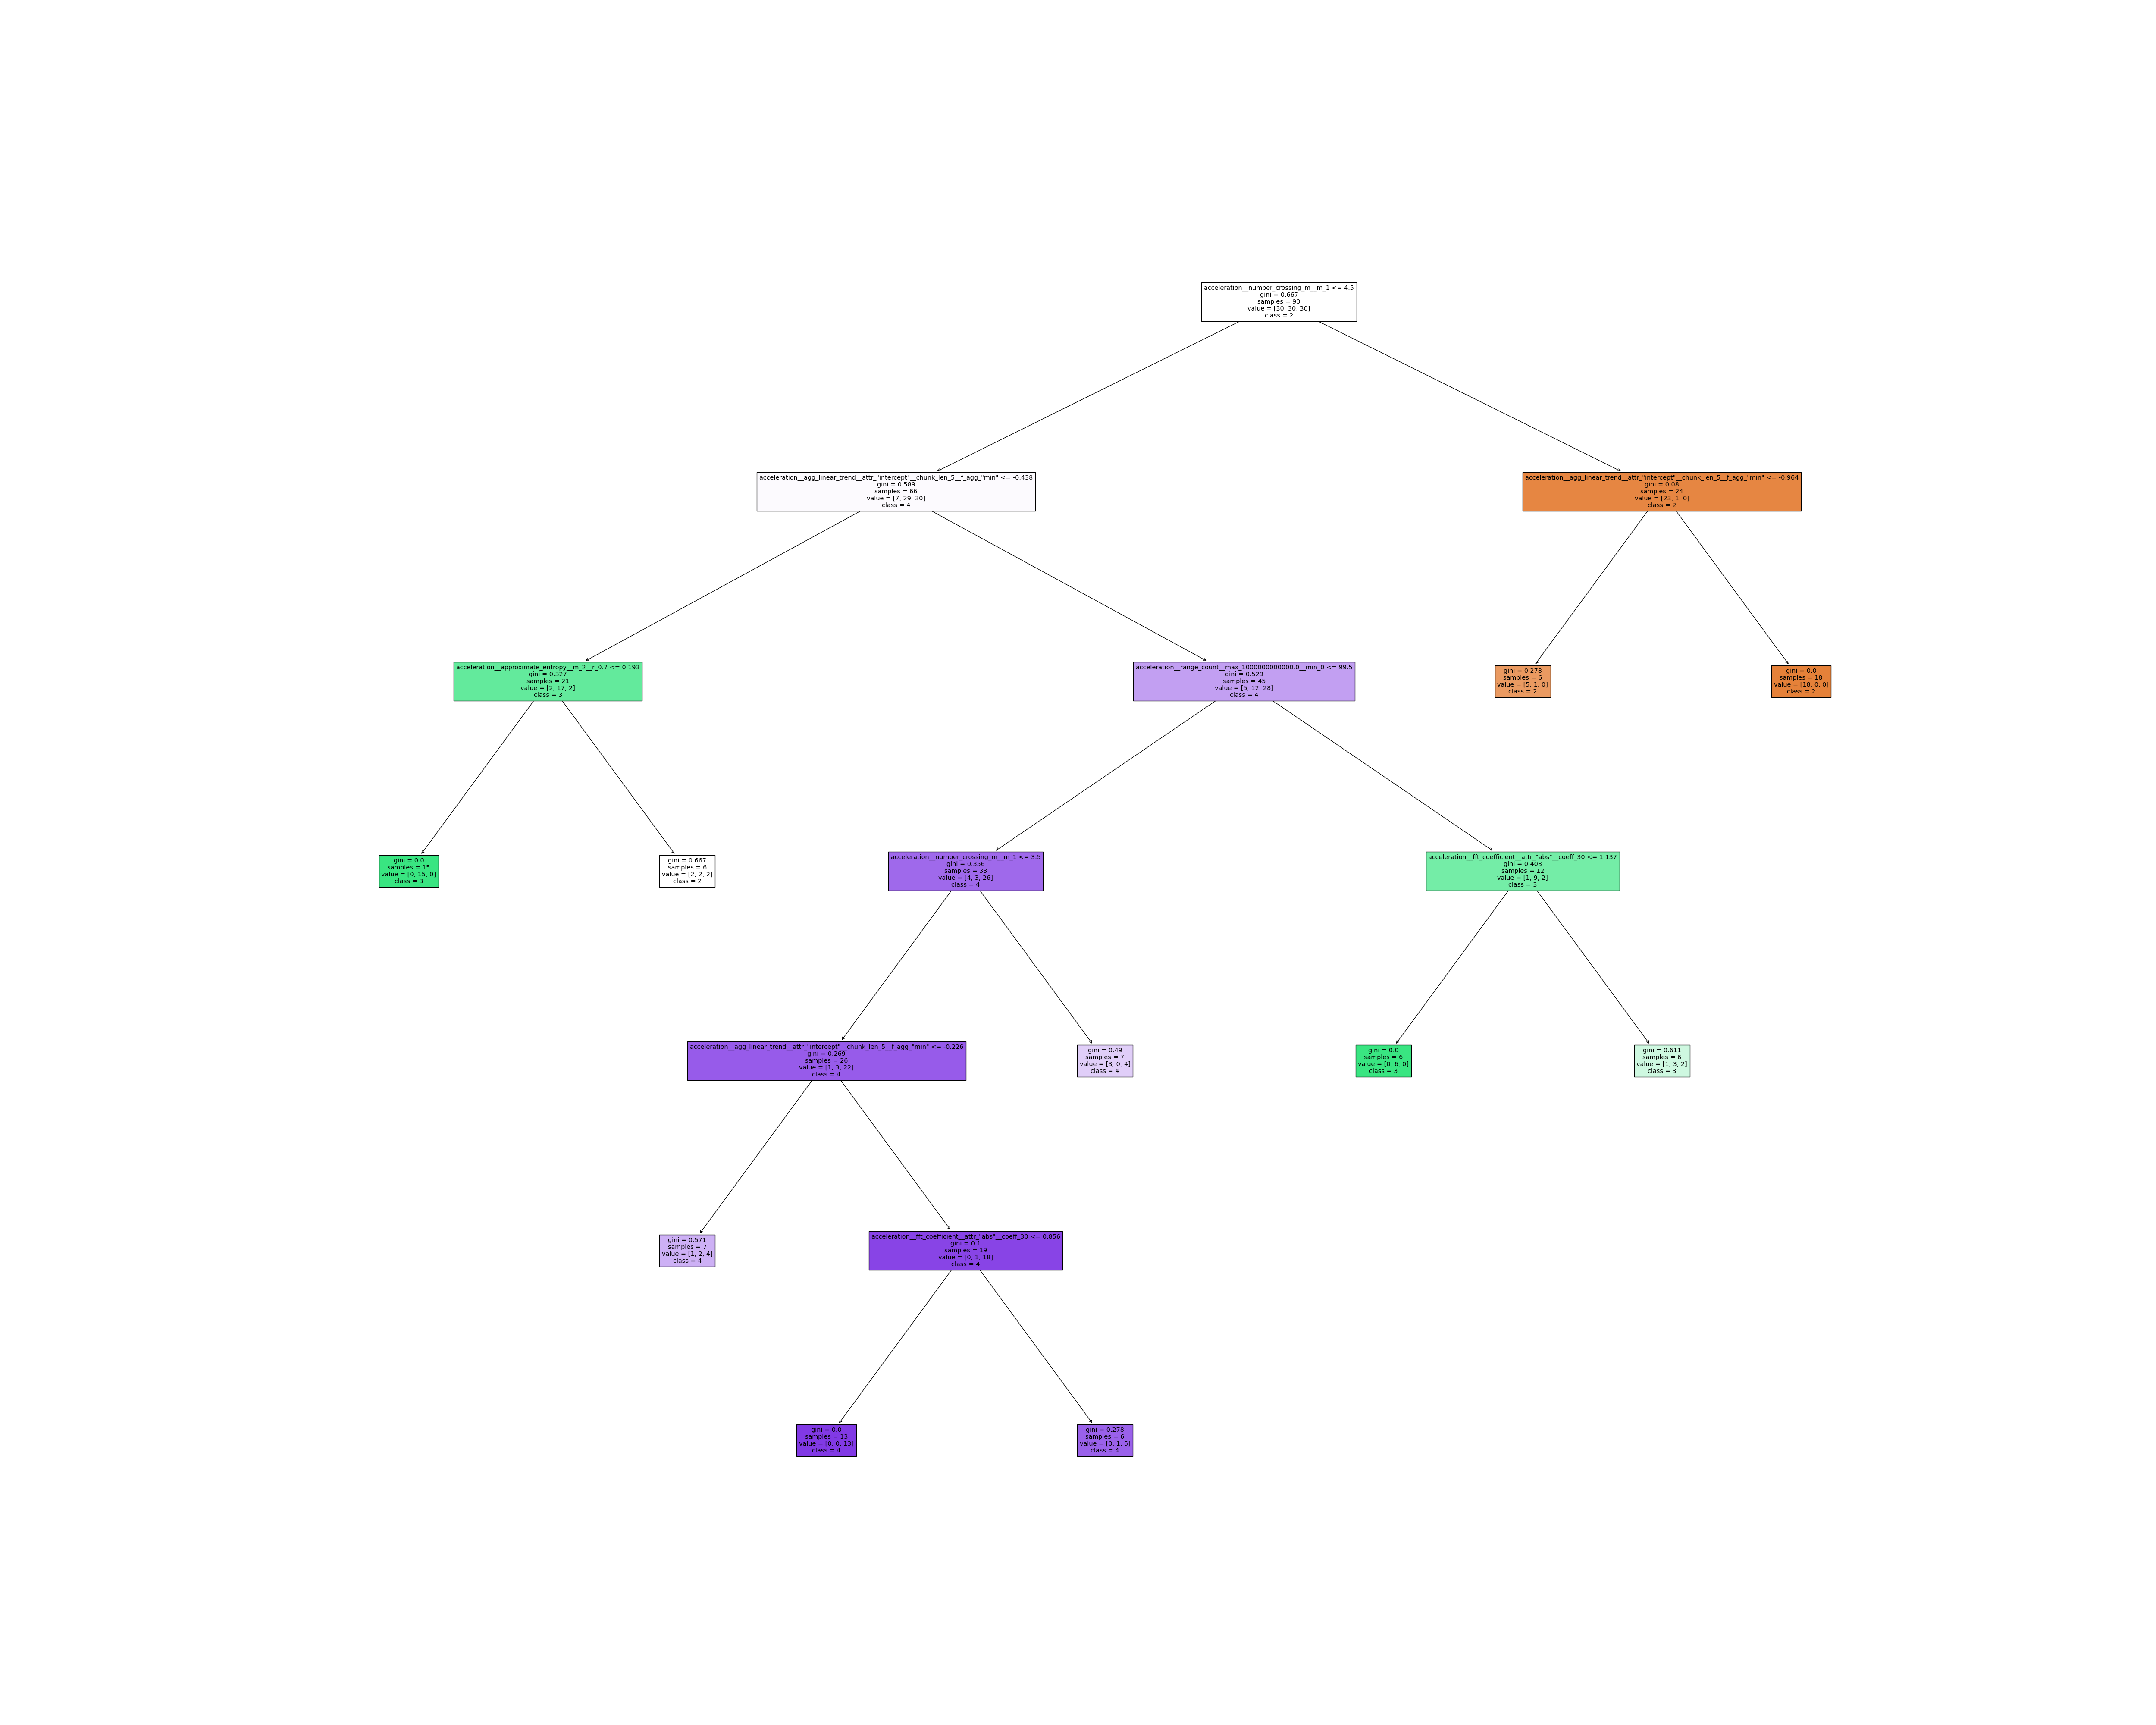 acceleration__number_crossing_m__m_1 <= 4.5
gini = 0.667
samples = 90
value = [30, 30, 30]
class = 2
acceleration__agg_linear_trend__attr_"intercept"__chunk_len_5__f_agg_"min" <= -0.438
gini = 0.589
samples = 66
value = [7, 29, 30]
class = 4
acceleration__agg_linear_trend__attr_"intercept"__chunk_len_5__f_agg_"min" <= -0.964
gini = 0.08
samples = 24
value = [23, 1, 0]
class = 2
acceleration__approximate_entropy__m_2__r_0.7 <= 0.193
gini = 0.327
samples = 21
value = [2, 17, 2]
class = 3
acceleration__range_count__max_1000000000000.0__min_0 <= 99.5
gini = 0.529
samples = 45
value = [5, 12, 28]
class = 4
gini = 0.278
samples = 6
value = [5, 1, 0]
class = 2
gini = 0.0
samples = 18
value = [18, 0, 0]
class = 2
gini = 0.0
samples = 15
value = [0, 15, 0]
class = 3
gini = 0.667
samples = 6
value = [2, 2, 2]
class = 2
acceleration__number_crossing_m__m_1 <= 3.5
gini = 0.356
samples = 33
value = [4, 3, 26]
class = 4
acceleration__fft_coefficient__attr_"abs"__coeff_30 <= 1.137
gini = 0.403
samples = 12
value = [1, 9, 2]
class = 3
acceleration__agg_linear_trend__attr_"intercept"__chunk_len_5__f_agg_"min" <= -0.226
gini = 0.269
samples = 26
value = [1, 3, 22]
class = 4
gini = 0.49
samples = 7
value = [3, 0, 4]
class = 4
gini = 0.0
samples = 6
value = [0, 6, 0]
class = 3
gini = 0.611
samples = 6
value = [1, 3, 2]
class = 3
gini = 0.571
samples = 7
value = [1, 2, 4]
class = 4
acceleration__fft_coefficient__attr_"abs"__coeff_30 <= 0.856
gini = 0.1
samples = 19
value = [0, 1, 18]
class = 4
gini = 0.0
samples = 13
value = [0, 0, 13]
class = 4
gini = 0.278
samples = 6
value = [0, 1, 5]
class = 4